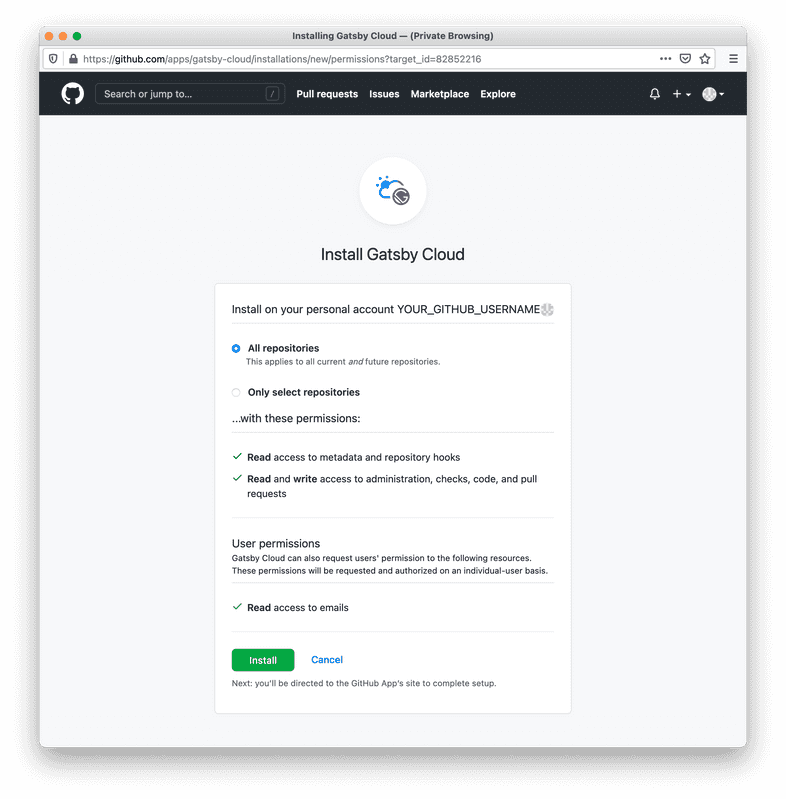 Installing Gatsby Cloud — (Private Browsing)
https://github.com/apps/gatsby-cloud/installations/new/permissions?target_id=82852216
Search or jump to... /
Pull requests Issues Marketplace Explore
Install Gatsby Cloud
Install on your personal account YOUR_GITHUB_USERNAME
All repositories
This applies to all current and future repositories.
Only select repositories
...with these permissions:
Read access to metadata and repository hooks
Read and write access to administration, checks, code, and pull
requests
User permissions
Gatsby Cloud can also request users' permission to the following resources.
These permissions will be requested and authorized on an individual-user basis.
Read access to emails
Install Cancel
Next: you'll be directed to the GitHub App's site to complete setup.